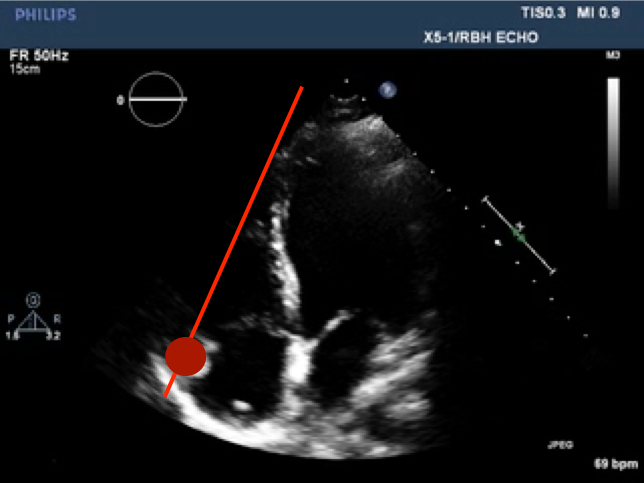 PHILIPS
TIS0.3 MI 0.9
X5-1/RBH ECHO
FR 50Hz
15cm
M3
0
G
P R
1.6 3.2
JPEG
69 bpm